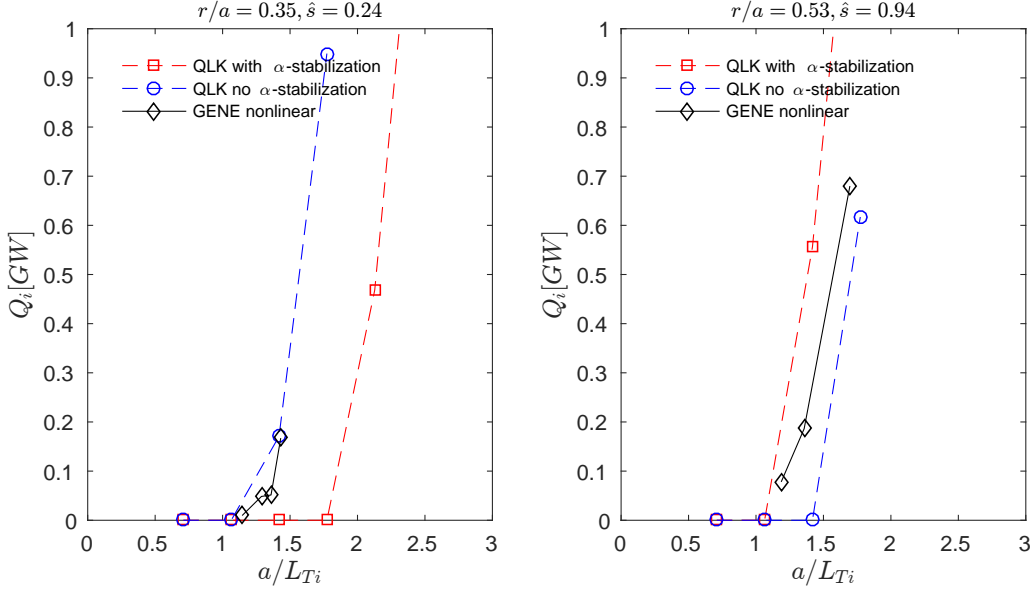 r/a = 0.35, ŝ = 0.24
1
0.9
0.8
0.7
0.6
0.5
0.4
0.3
0.2
0.1
0
Q_i[GW]
QLK with α-stabilization
QLK no α-stabilization
GENE nonlinear
0 0.5 1 1.5 2 2.5 3
a/L_{Ti}
r/a = 0.53, ŝ = 0.94
1
0.9
0.8
0.7
0.6
0.5
0.4
0.3
0.2
0.1
0
Q_i[GW]
QLK with α-stabilization
QLK no α-stabilization
GENE nonlinear
0 0.5 1 1.5 2 2.5 3
a/L_{Ti}